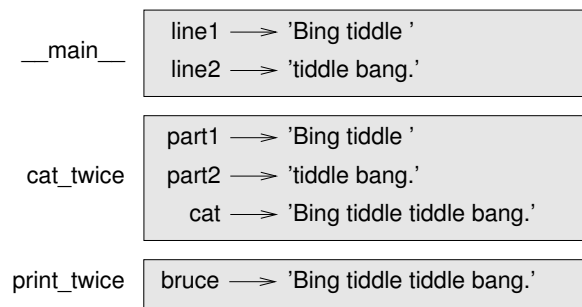 __main__
line1 → ’Bing tiddle ’
line2 → ’tiddle bang.’
cat_twice
part1 → ’Bing tiddle ’
part2 → ’tiddle bang.’
cat → ’Bing tiddle tiddle bang.’
print_twice
bruce → ’Bing tiddle tiddle bang.’